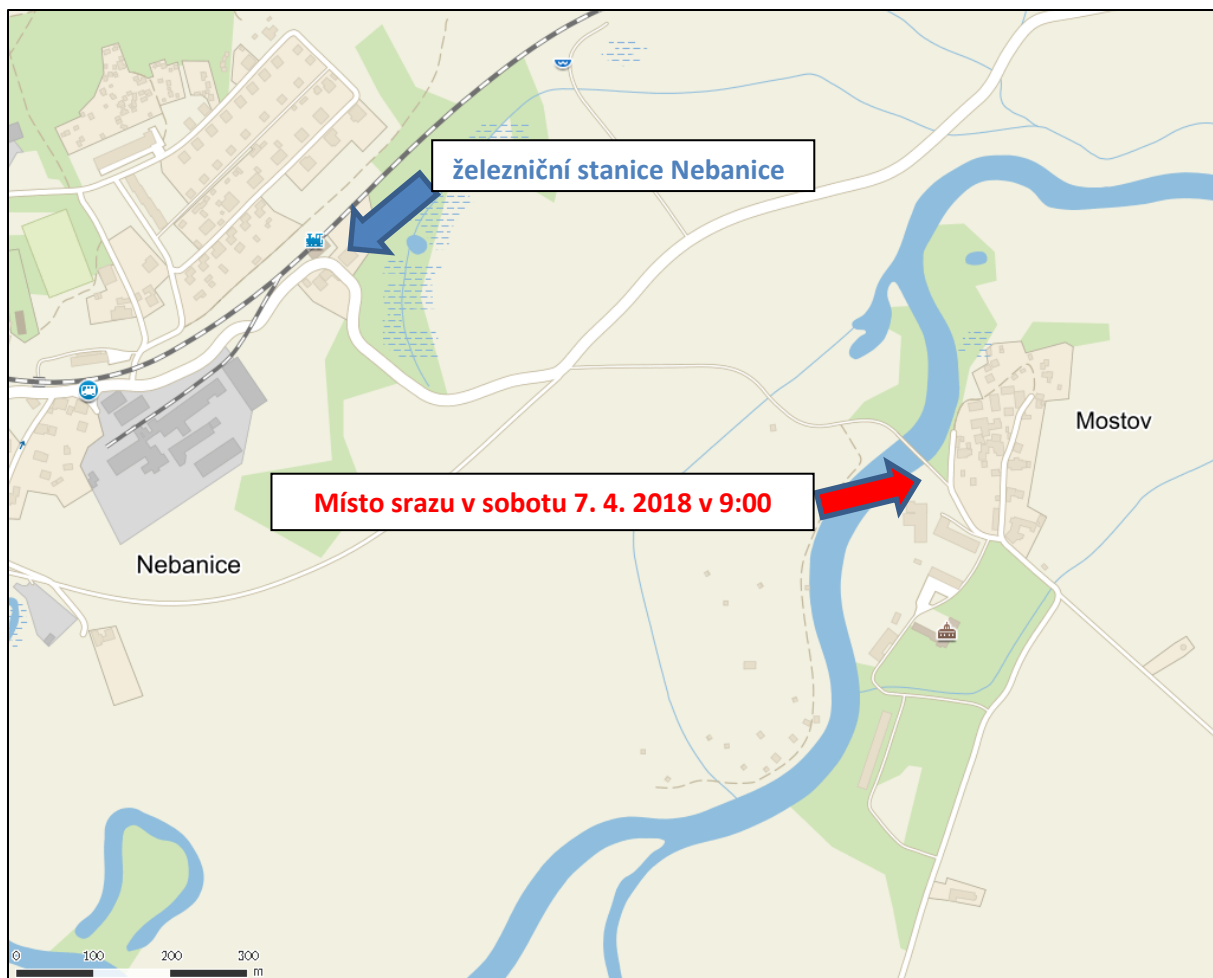 železniční stanice Nebanice
Mostov
Místo srazu v sobotu 7. 4. 2018 v 9:00
Nebanice
0 100 200 300
m